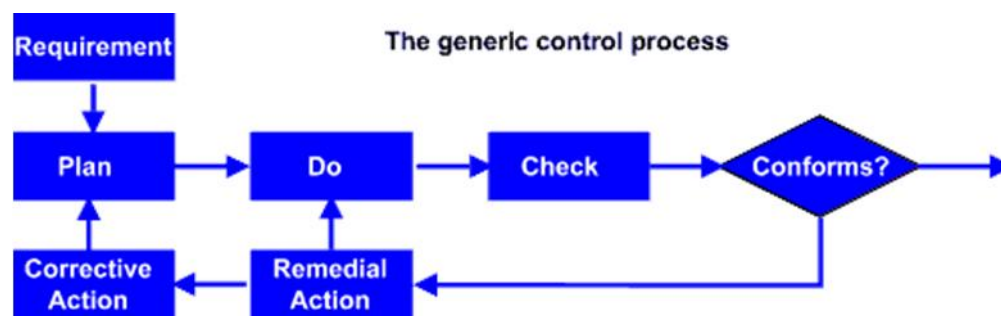 Requirement
The generic control process
Plan
Do
Check
Conforms?
Corrective
Action
Remedial
Action